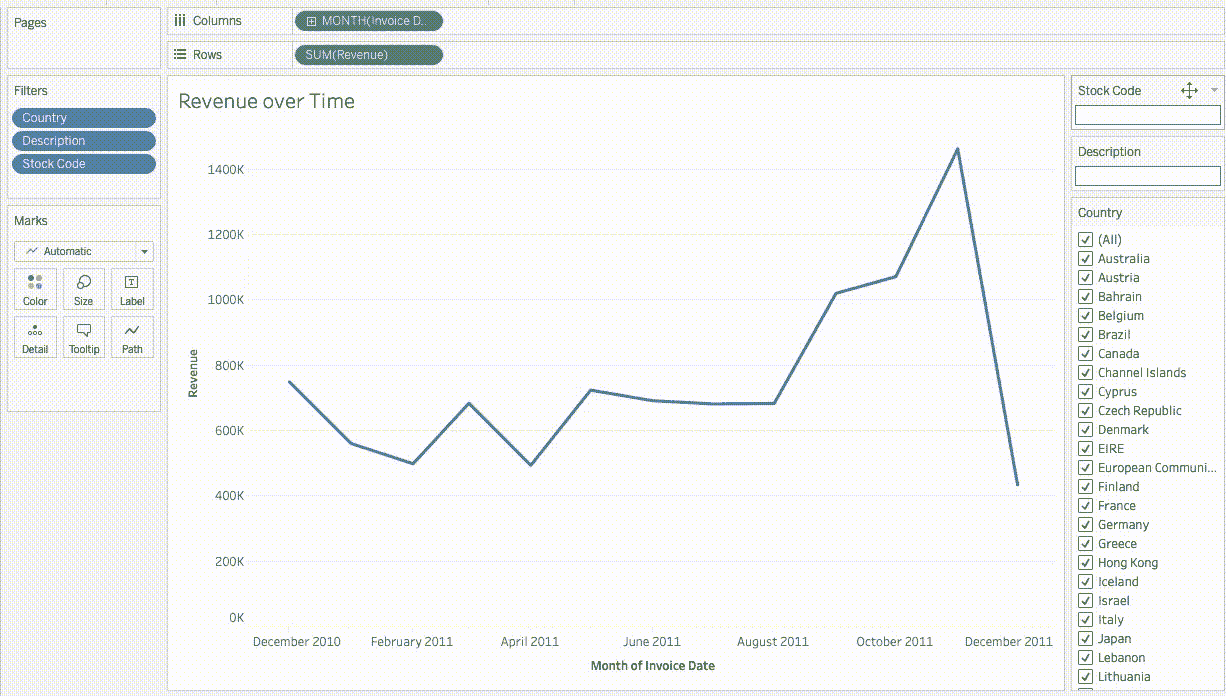 Pages
Columns
MONTH(Invoice D..
Rows
SUM(Revenue)
Filters
Country
Description
Stock Code
Marks
Automatic
Color
Size
Label
Detail
Tooltip
Path
Revenue over Time
Revenue
1400K
1200K
1000K
800K
600K
400K
200K
0K
December 2010
February 2011
April 2011
June 2011
August 2011
October 2011
December 2011
Month of Invoice Date
Stock Code
Description
Country
(All)
Australia
Austria
Bahrain
Belgium
Brazil
Canada
Channel Islands
Cyprus
Czech Republic
Denmark
EIRE
European Communi...
Finland
France
Germany
Greece
Hong Kong
Iceland
Israel
Italy
Japan
Lebanon
Lithuania